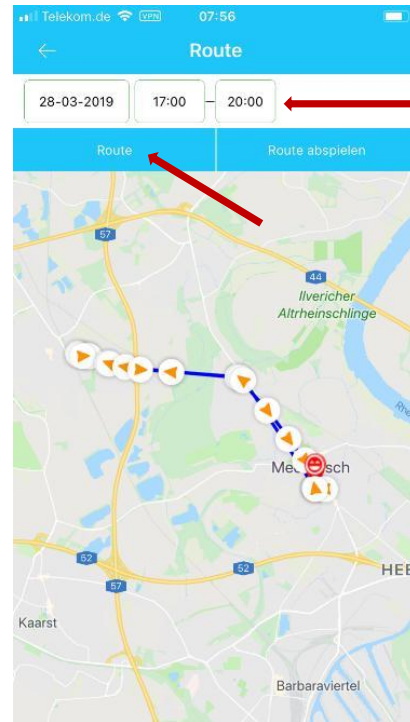 Telekom.de VPN 07:56
Route
28-03-2019 17:00 – 20:00
Route Route abspielen
57
44
Ilvericher
Altrheinschlinge
52
52
HEE
57
Kaarst
Barbaraviertel